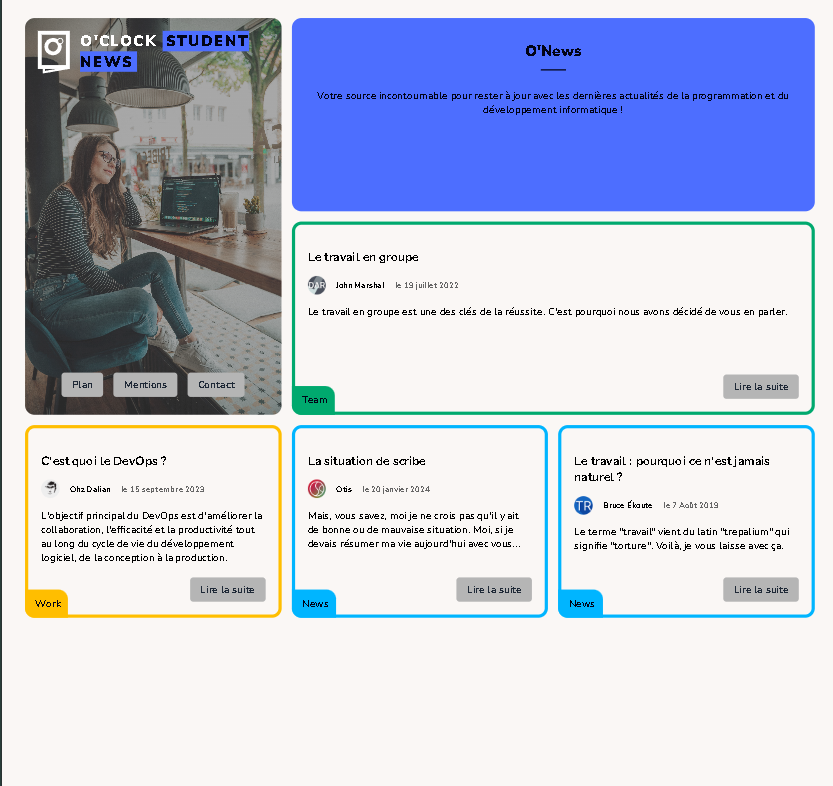 O'CLOCK STUDENT
NEWS
Plan
Mentions
Contact
O'News
Votre source incontournable pour rester à jour avec les dernières actualités de la programmation et du
développement informatique !
Le travail en groupe
DAR
John Marshal
le 19 juillet 2022
Le travail en groupe est une des clés de la réussite. C'est pourquoi nous avons décidé de vous en parler.
Lire la suite
Team
C'est quoi le DevOps ?
Ohz Dalian
le 15 septembre 2023
L'objectif principal du DevOps est d'améliorer la
collaboration, l'efficacité et la productivité tout
au long du cycle de vie du développement
logiciel, de la conception à la production.
Lire la suite
Work
La situation de scribe
Otis
le 20 janvier 2024
Mais, vous savez, moi je ne crois pas qu'il y ait
de bonne ou de mauvaise situation. Moi, si je
devais résumer ma vie aujourd'hui avec vous...
Lire la suite
News
Le travail : pourquoi ce n'est jamais
naturel ?
TR
Bruce Ékoute
le 7 Août 2019
Le terme "travail" vient du latin "trepalium" qui
signifie "torture". Voilà, je vous laisse avec ça.
Lire la suite
News